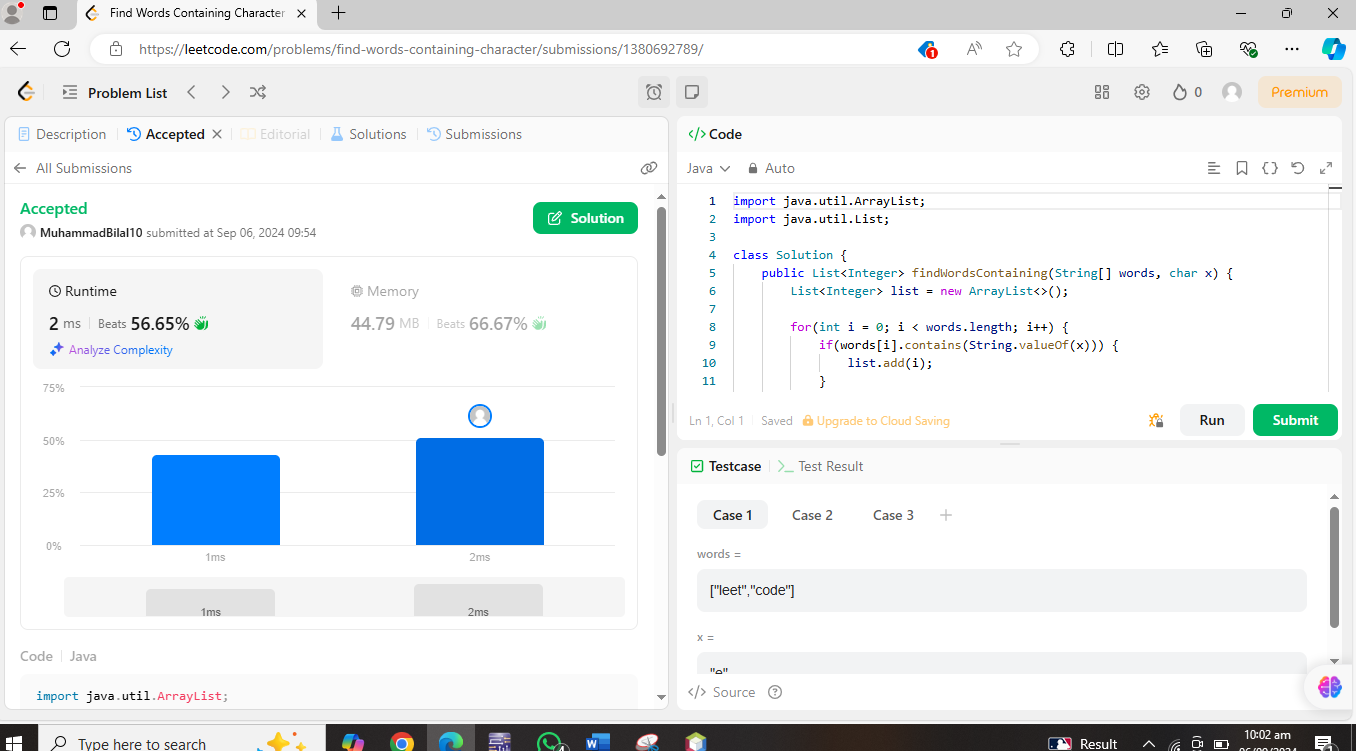 Find Words Containing Character
https://leetcode.com/problems/find-words-containing-character/submissions/1380692789/
1
Problem List
0
Premium
Description
Accepted
Editorial
Solutions
Submissions
All Submissions
Accepted
MuhammadBilal10 submitted at Sep 06, 2024 09:54
Solution
Runtime
2 ms Beats 56.65%
Analyze Complexity
Memory
44.79 MB Beats 66.67%
75%
50%
25%
0%
1ms
2ms
1ms
2ms
Code
Java
import java.util.ArrayList;
</> Code
Java
Auto
1 import java.util.ArrayList;
2 import java.util.List;
3
4 class Solution {
5 public List<Integer> findWordsContaining(String[] words, char x) {
6 List<Integer> list = new ArrayList<>();
7
8 for(int i = 0; i < words.length; i++) {
9 if(words[i].contains(String.valueOf(x))) {
10 list.add(i);
11 }
Ln 1, Col 1
Saved
Upgrade to Cloud Saving
Run
Submit
Testcase
Test Result
Case 1
Case 2
Case 3
words =
["leet","code"]
x =
"e"
</> Source
Type here to search
4
Result
10:02 am
1